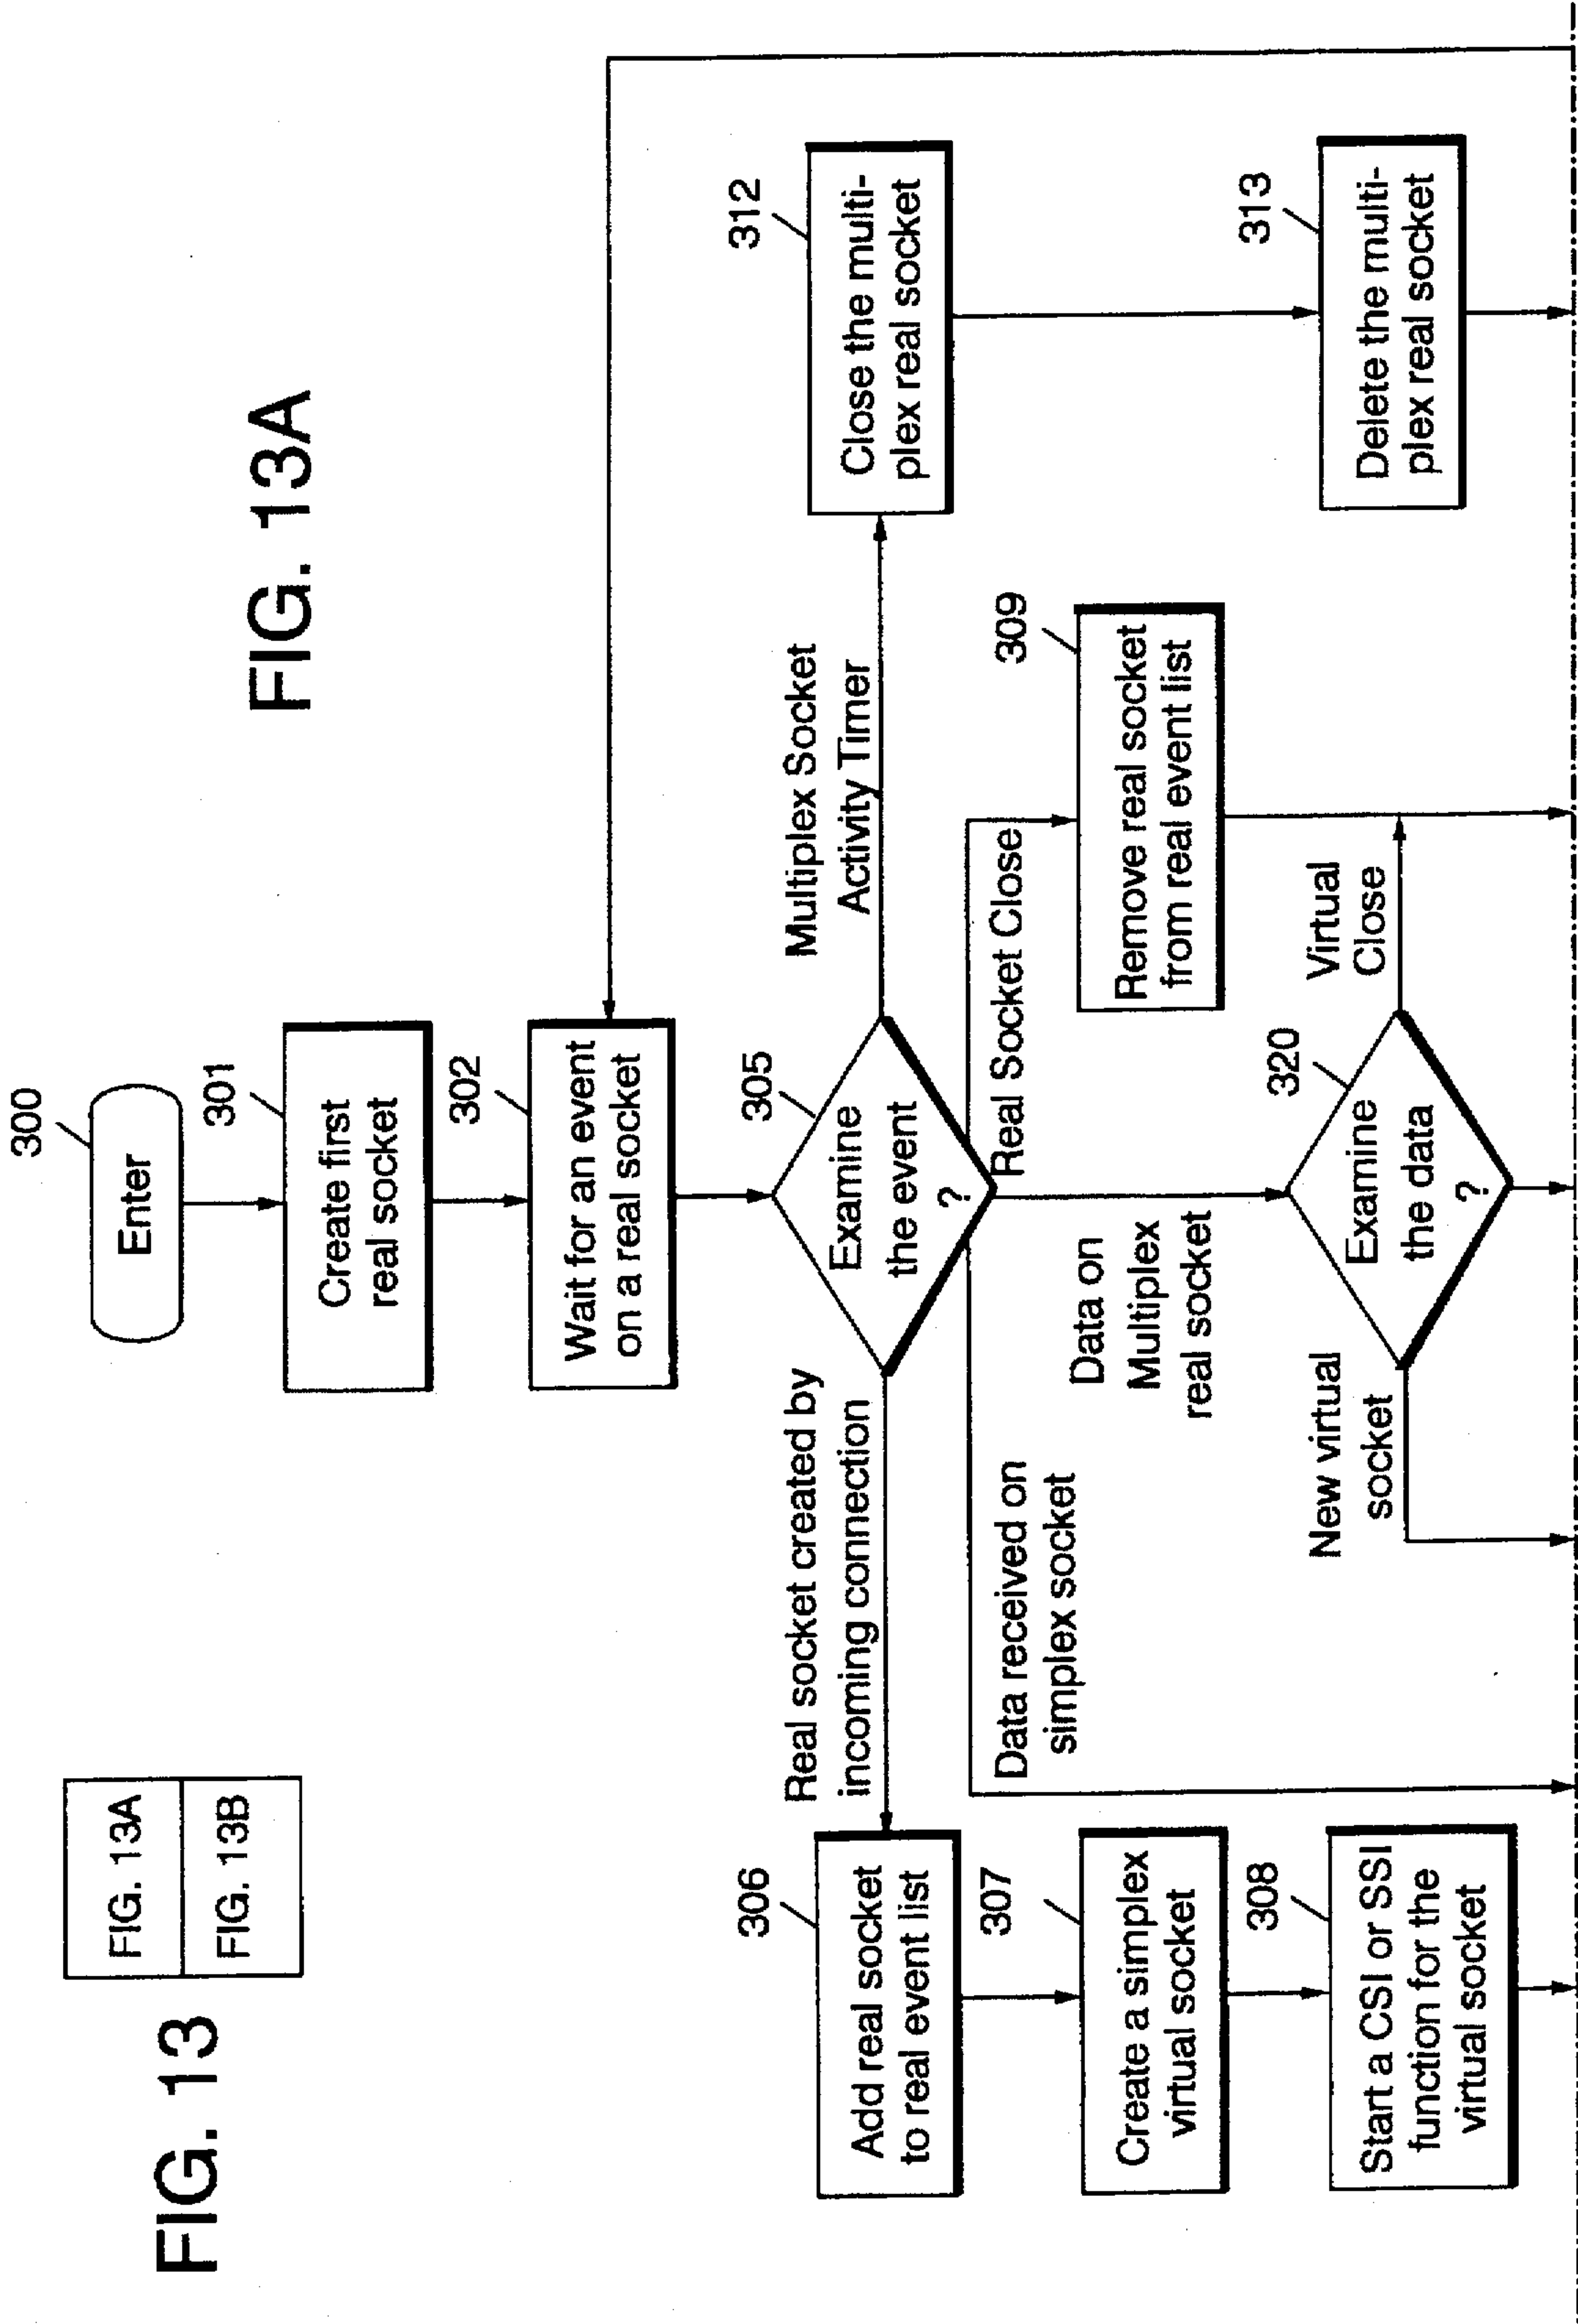 FIG. 13
FIG. 13A
FIG. 13B
FIG. 13A
300
Enter
301
Create first
real socket
302
Wait for an event
on a real socket
305
Examine
the event
?
Real socket created by
incoming connection
Multiplex Socket
Activity Timer
306
Add real socket
to real event list
307
Create a simplex
virtual socket
308
Start a CSI or SSI
function for the
virtual socket
Data received on
simplex socket
Data on
Multiplex
real socket
Real Socket Close
309
Remove real socket
from real event list
312
Close the multi-
plex real socket
313
Delete the multi-
plex real socket
320
Examine
the data
?
New virtual
socket
Virtual
Close